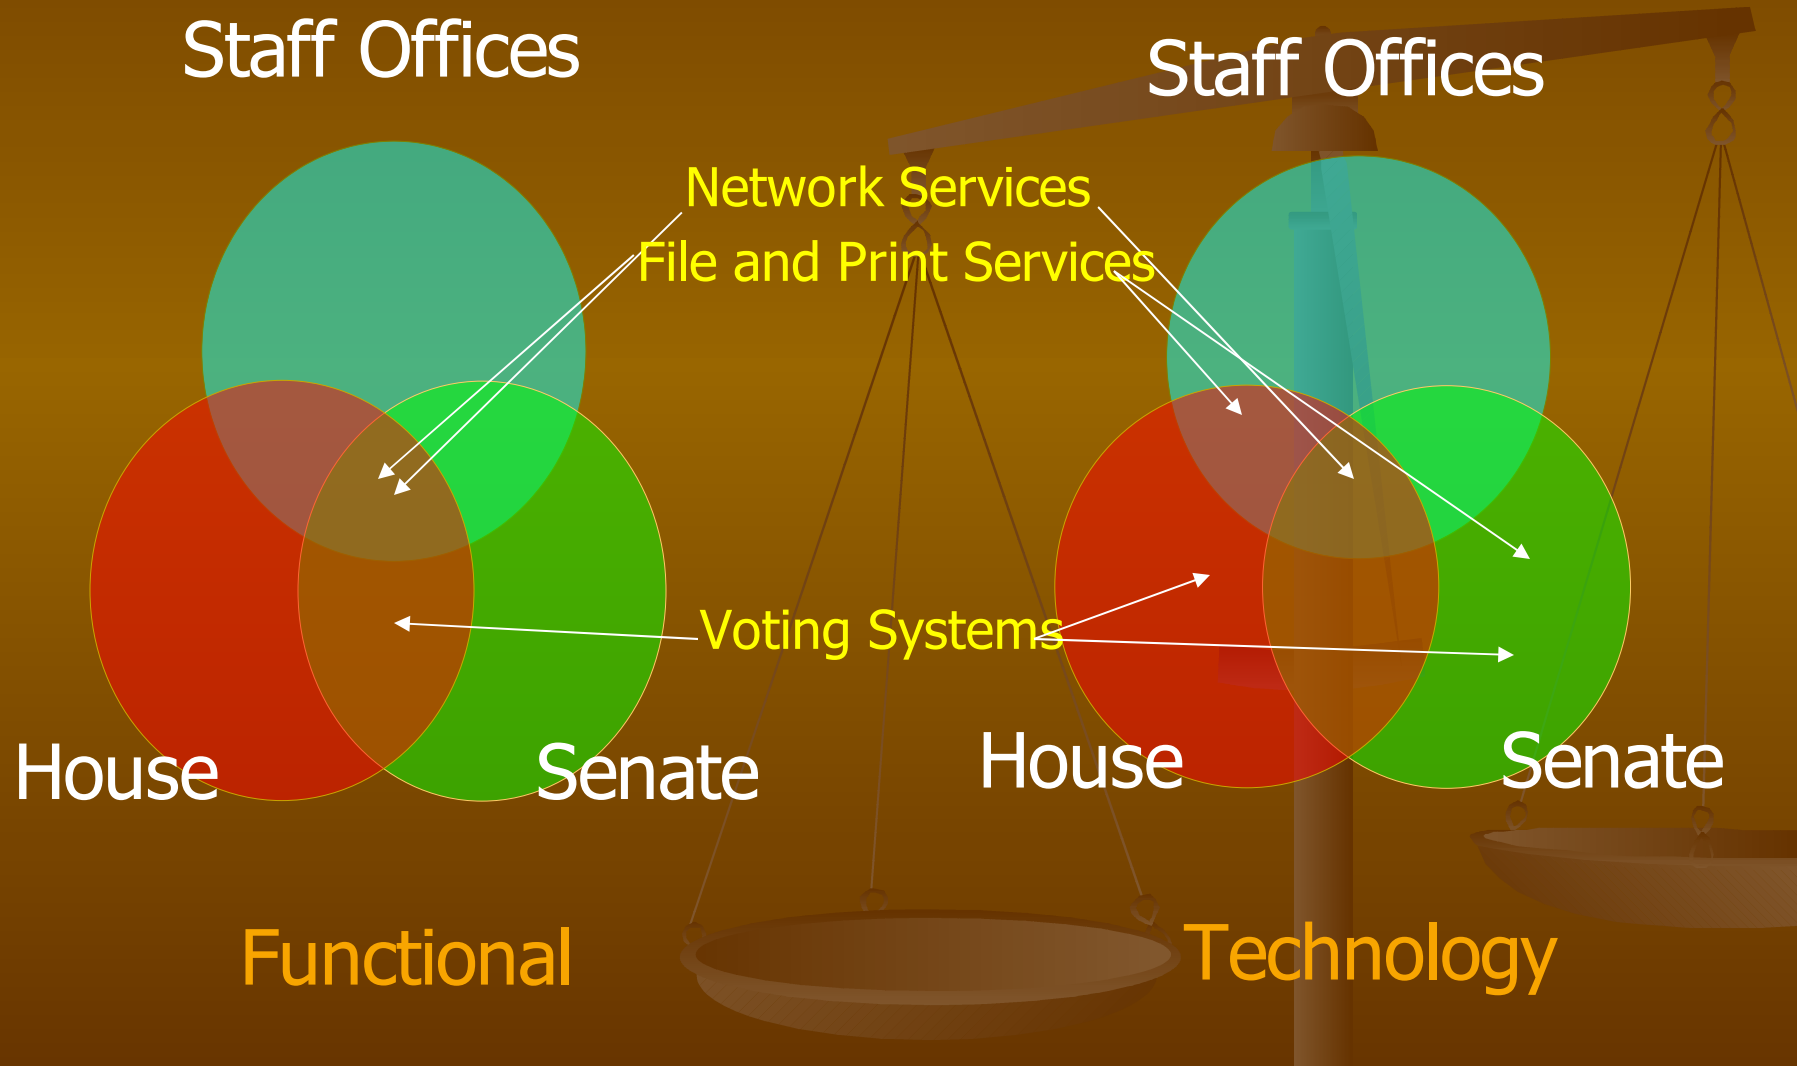 Staff Offices
Staff Offices
Network Services
File and Print Services
Voting Systems
House
Senate
House
Senate
Functional
Technology